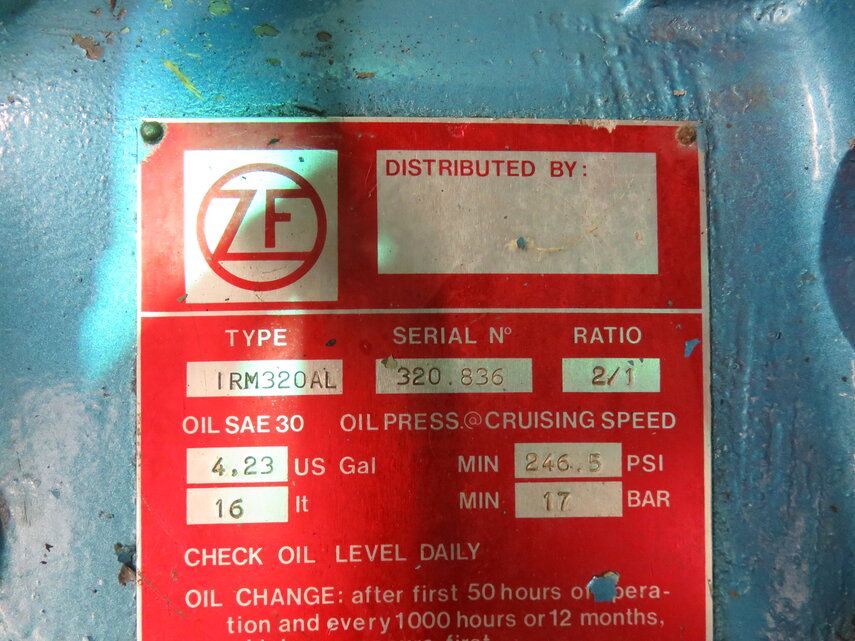 ZF
DISTRIBUTED BY:
TYPE SERIAL Nº RATIO
IRM320AL 320.836 2/1
OIL SAE 30 OIL PRESS.@CRUISING SPEED
4,23 US Gal MIN 246.5 PSI
16 lt MIN 17 BAR
CHECK OIL LEVEL DAILY
OIL CHANGE: after first 50 hours of opera-
tion and every 1000 hours or 12 months,
first